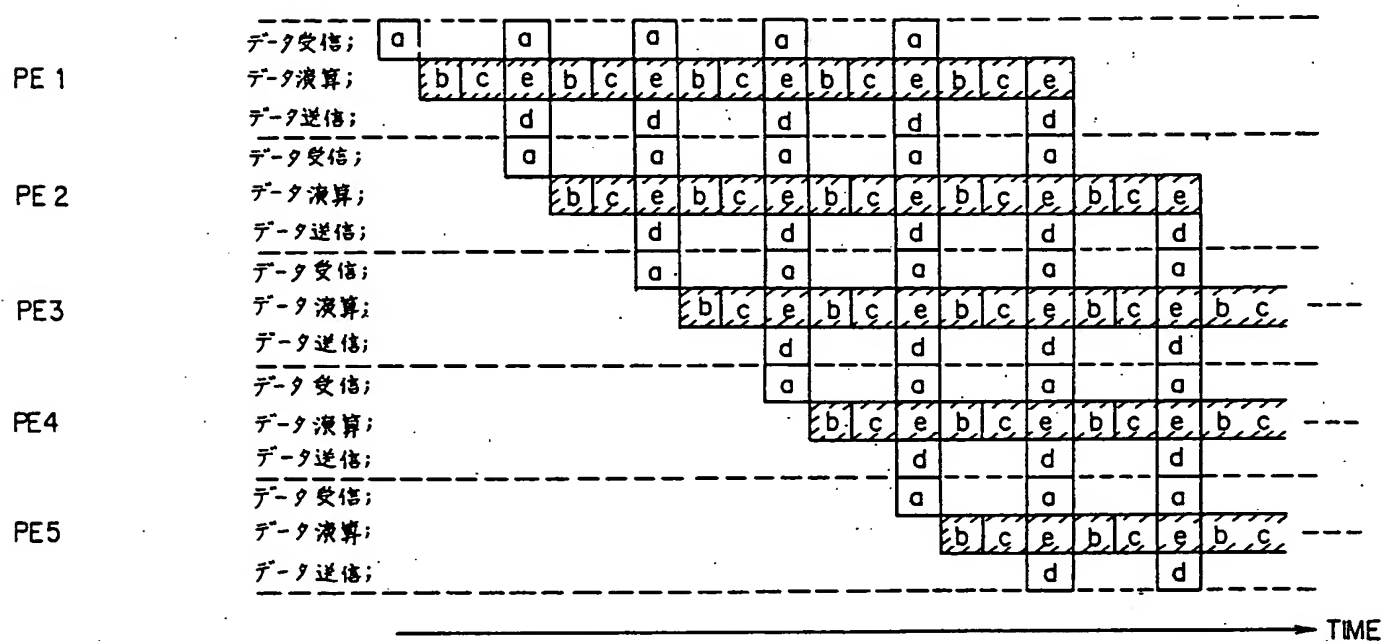 データ受信; a a a a a
PE 1 データ演算; b c e b c e b c e b c e b c e
データ送信; d d d d d
データ受信; a a a a a
PE 2 データ演算; b c e b c e b c e b c e b c e
データ送信; d d d d d
データ受信; a a a a a
PE3 データ演算; b c e b c e b c e b c e b c
データ送信; d d d d
データ受信; a a a a
PE4 データ演算; b c e b c e b c e b c
データ送信; d d d
データ受信; a a a
PE5 データ演算; b c e b c e b c
データ送信; d d
TIME